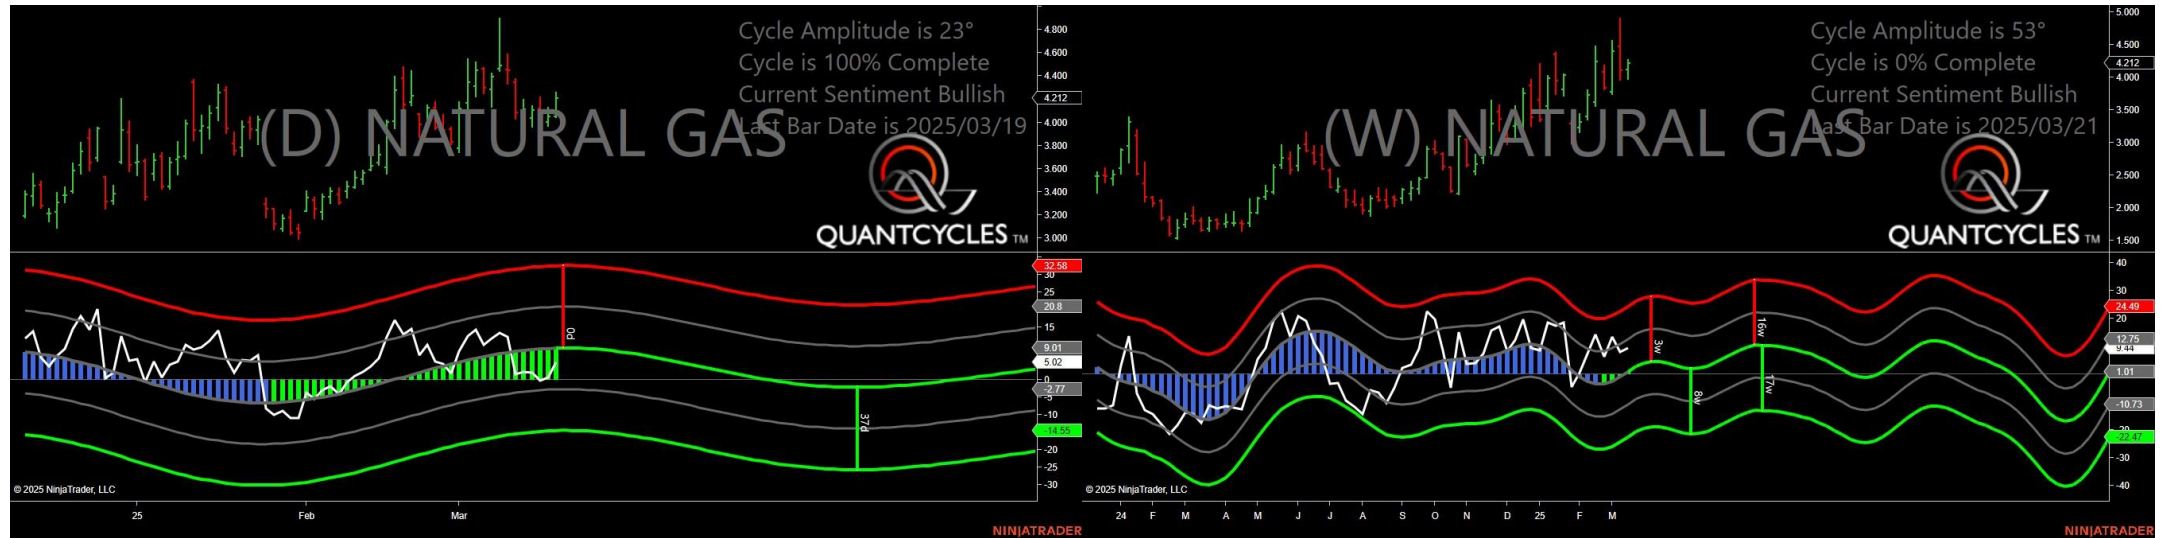 Cycle Amplitude is 23°
Cycle is 100% Complete
Current Sentiment Bullish
Last Bar Date is 2025/03/19
(D) NATURAL GAS
QUANTCYCLES TM
4.800
4.600
4.400
4.212
4.000
3.800
3.600
3.400
3.200
3.000
32.58
30
25
20.8
15
9.01
5.02
0
-2.77
-5
-10
-14.55
-20
-25
-30
0d
37d
© 2025 NinjaTrader, LLC
25 Feb Mar
NINJATRADER
Cycle Amplitude is 53°
Cycle is 0% Complete
Current Sentiment Bullish
Last Bar Date is 2025/03/21
(W) NATURAL GAS
QUANTCYCLES TM
5.000
4.500
4.212
4.000
3.500
3.000
2.500
2.000
1.500
40
30
24.49
20
12.75
9.44
1.01
-10.73
-20
-22.47
-30
-40
3w
8w
16w
17w
© 2025 NinjaTrader, LLC
24 F M A M J J A S O N D 25 F M
NINJATRADER